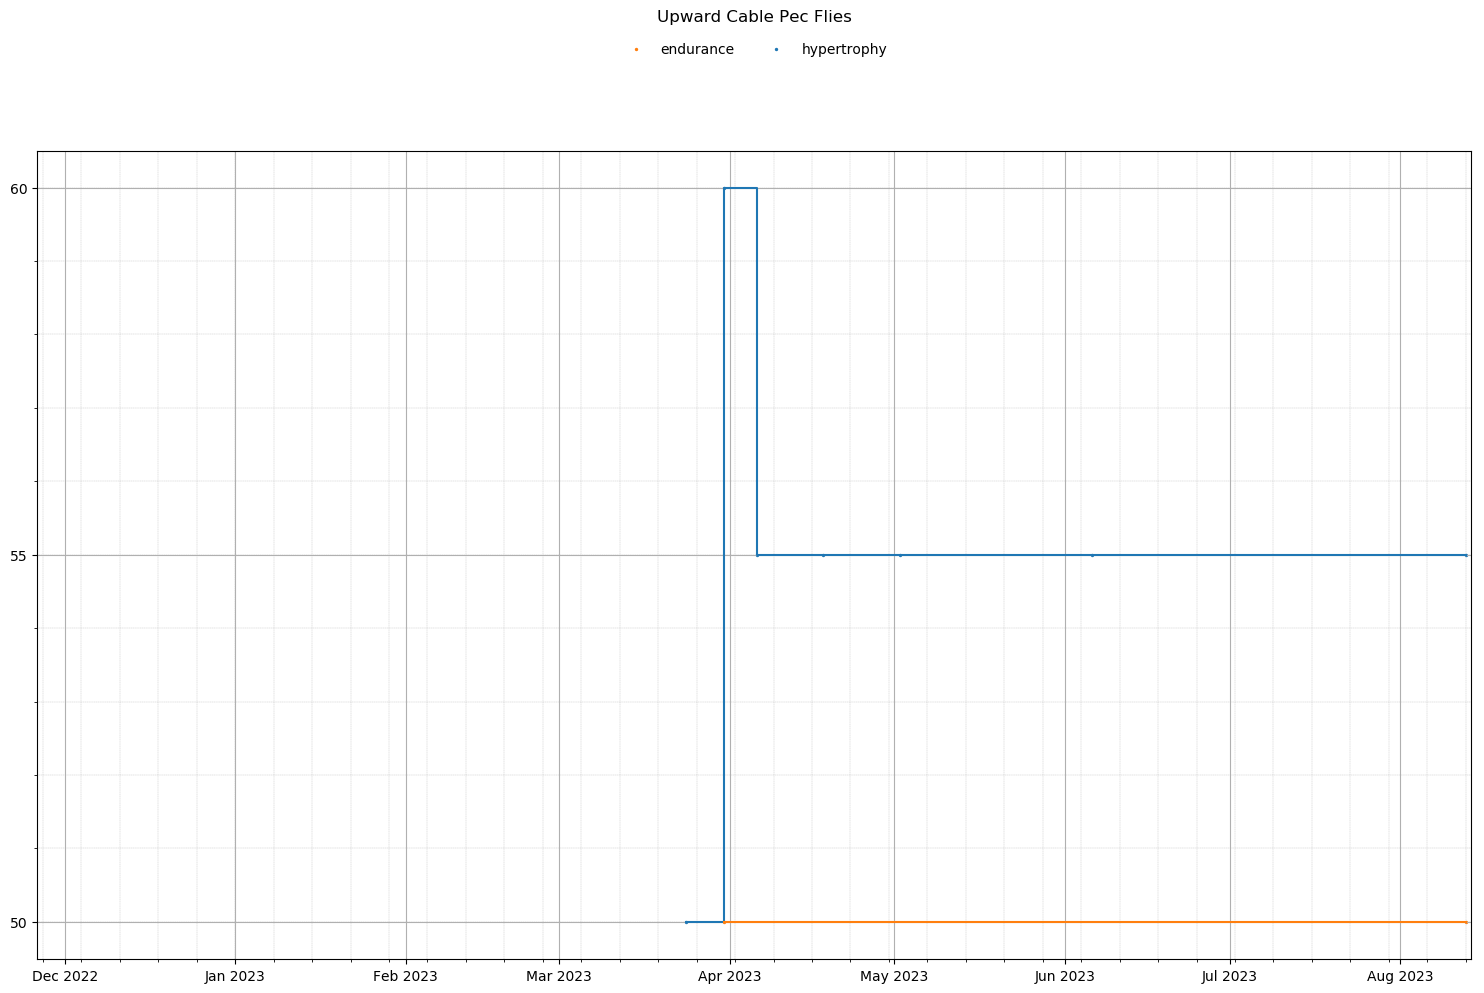 Upward Cable Pec Flies
endurance hypertrophy
60
55
50
Dec 2022 Jan 2023 Feb 2023 Mar 2023 Apr 2023 May 2023 Jun 2023 Jul 2023 Aug 2023